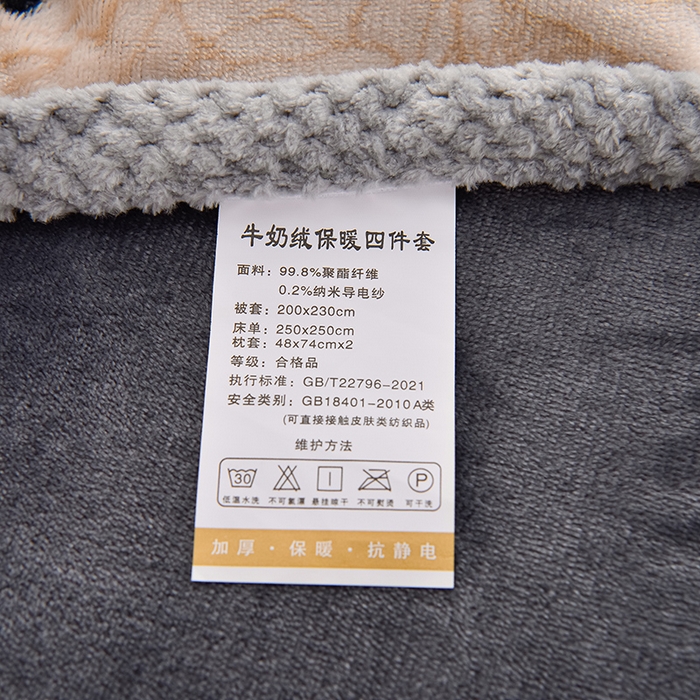 牛奶绒保暖四件套
面料：99.8%聚酯纤维
0.2%纳米导电纱
被套：200x230cm
床单：250x250cm
枕套：48x74cmx2
等级：合格品
执行标准：GB/T22796-2021
安全类别：GB18401-2010A类
(可直接接触皮肤类纺织品)
维护方法
30 P
低温水洗 不可氯漂 悬挂晾干 不可熨烫 可干洗
加厚·保暖·抗静电